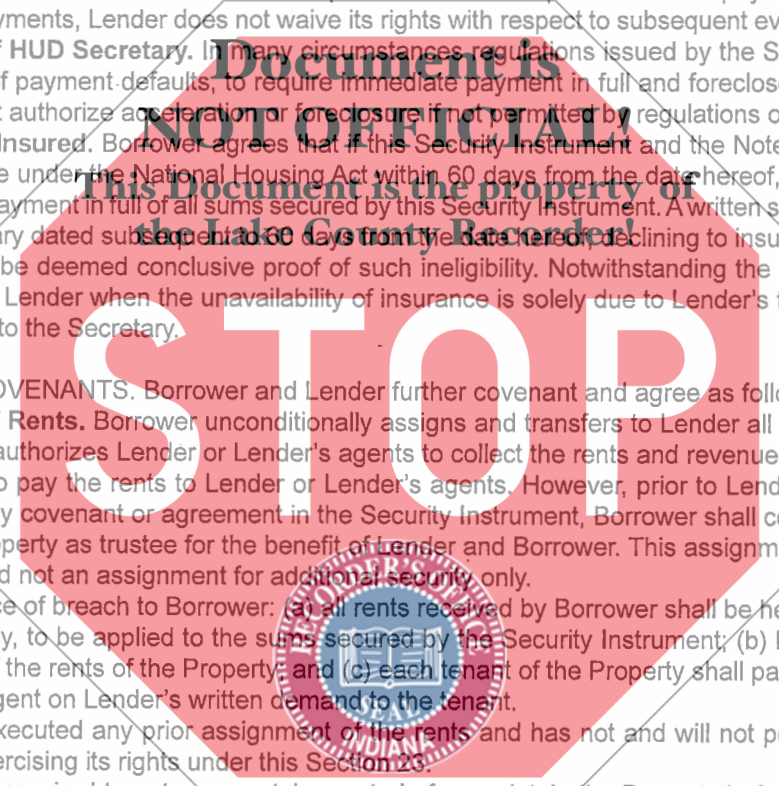 yments, Lender does not waive its rights with respect to subsequent ev
f HUD Secretary. In many circumstances regulations issued by the S
Document is
of payment defaults, to require immediate payment in full and foreclos
t authorize acceleration or foreclosure if not permitted by regulations o
NOT OFFICIAL!
Insured. Borrower agrees that if this Security Instrument and the Note
e under the National Housing Act within 60 days from the date hereof,
This Document is the property of
ayment in full of all sums secured by this Security Instrument. A written s
the Lake County Recorder!
ary dated subsequent to 60 days from the date hereof, declining to insu
be deemed conclusive proof of such ineligibility. Notwithstanding the
Lender when the unavailability of insurance is solely due to Lender's f
to the Secretary.
STOP
OVENANTS. Borrower and Lender further covenant and agree as follo
f Rents. Borrower unconditionally assigns and transfers to Lender all
authorizes Lender or Lender's agents to collect the rents and revenue
o pay the rents to Lender or Lender's agents. However, prior to Lend
y covenant or agreement in the Security Instrument, Borrower shall co
operty as trustee for the benefit of Lender and Borrower. This assignm
d not an assignment for additional security only.
ce of breach to Borrower: (a) all rents received by Borrower shall be he
y, to be applied to the sums secured by the Security Instrument; (b) L
the rents of the Property; and (c) each tenant of the Property shall pa
gent on Lender's written demand to the tenant.
RECORDER'S OFFICE
SEAL
INDIANA
xecuted any prior assignment of the rents and has not and will not pe
ercising its rights under this Section 23.